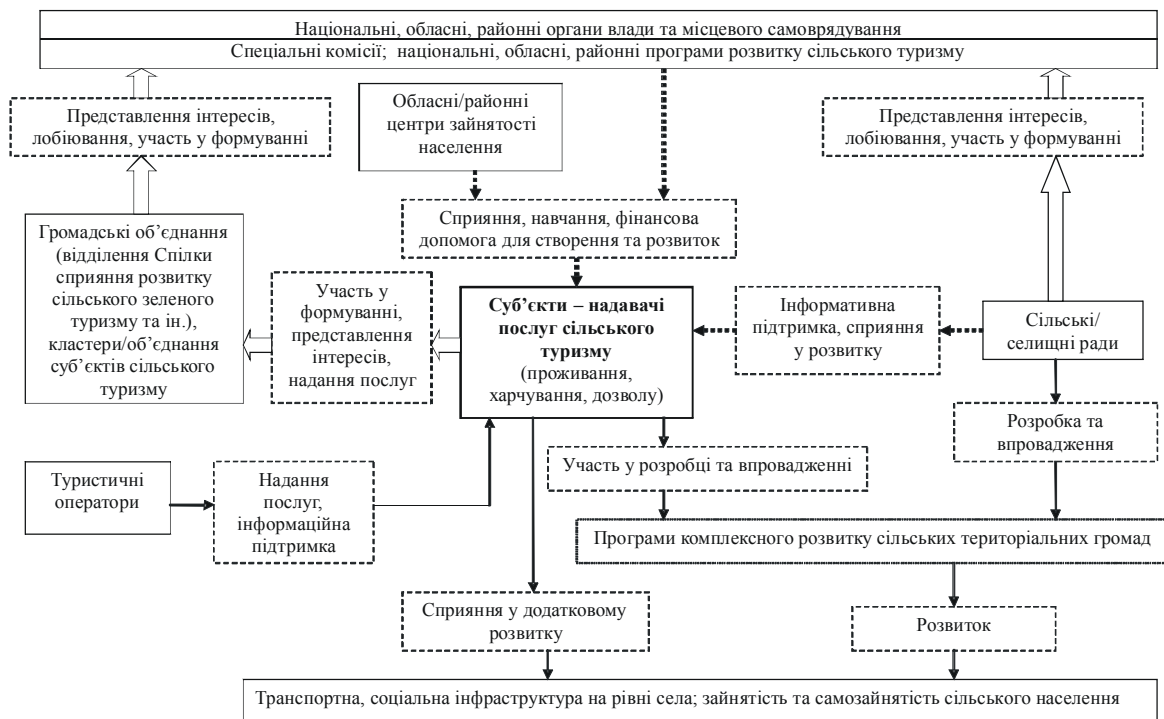 Національні, обласні, районні органи влади та місцевого самоврядування
Спеціальні комісії; національні, обласні, районні програми розвитку сільського туризму
Представлення інтересів,
лобіювання, участь у формуванні
Обласні/районні
центри зайнятості
населення
Представлення інтересів,
лобіювання, участь у формуванні
Сприяння, навчання, фінансова
допомога для створення та розвиток
Громадські об’єднання
(відділення Спілки
сприяння розвитку
сільського зеленого
туризму та ін.),
кластери/об’єднання
суб’єктів сільського
туризму
Участь у
формуванні,
представлення
інтересів,
надання послуг
Суб’єкти – надавачі
послуг сільського
туризму
(проживання,
харчування, дозволу)
Інформативна
підтримка, сприяння
у розвитку
Сільські/
селищні ради
Розробка та
впровадження
Туристичні
оператори
Надання
послуг,
інформаційна
підтримка
Участь у розробці та впровадженні
Програми комплексного розвитку сільських територіальних громад
Сприяння у додатковому
розвитку
Розвиток
Транспортна, соціальна інфраструктура на рівні села; зайнятість та самозайнятість сільського населення